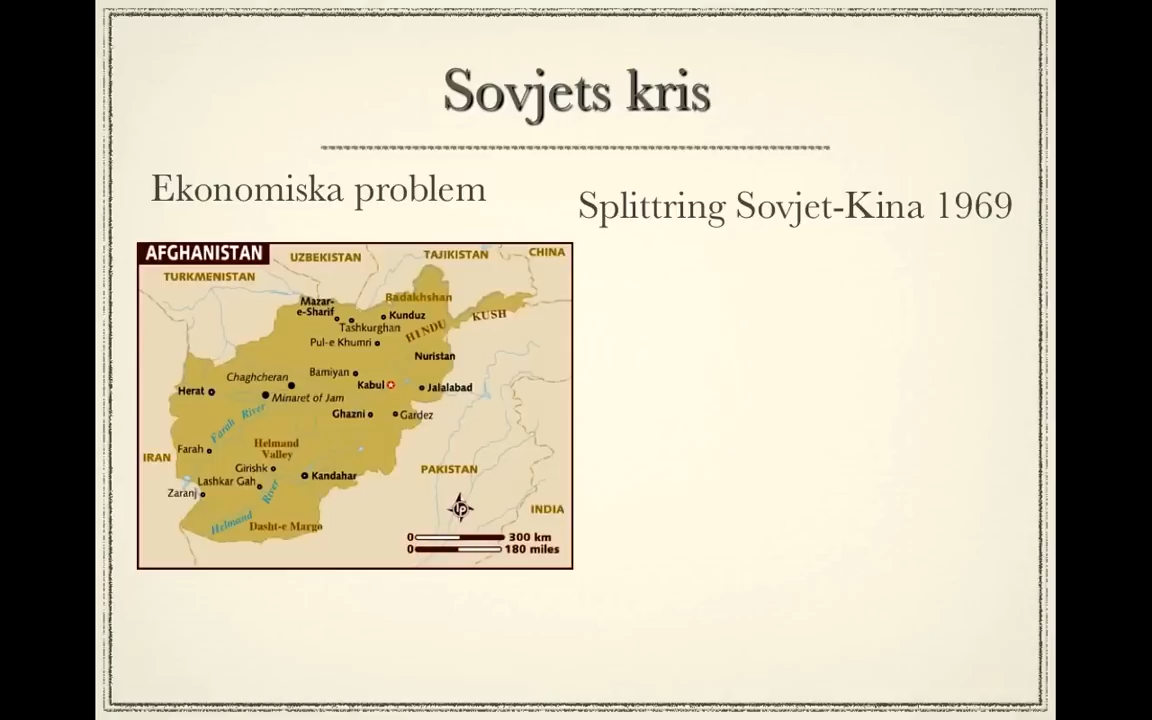 Sovjets kris
Ekonomiska problem
Splittring Sovjet-Kina 1969
AFGHANISTAN
UZBEKISTAN
TAJIKISTAN
CHINA
TURKMENISTAN
Badakhshan
Mazar-
e-Sharif
Kunduz
Tashkurghan
HINDU
KUSH
Pul-e Khumri
Nuristan
Chaghcheran
Bamiyan
Kabul
Jalalabad
Herat
Minaret of Jam
Ghazni
Gardez
Farah River
Farah
Helmand
Valley
IRAN
Girishk
Kandahar
PAKISTAN
Lashkar Gah
Zaranj
Helmand River
Dasht-e Margo
LP
INDIA
0 300 km
0 180 miles